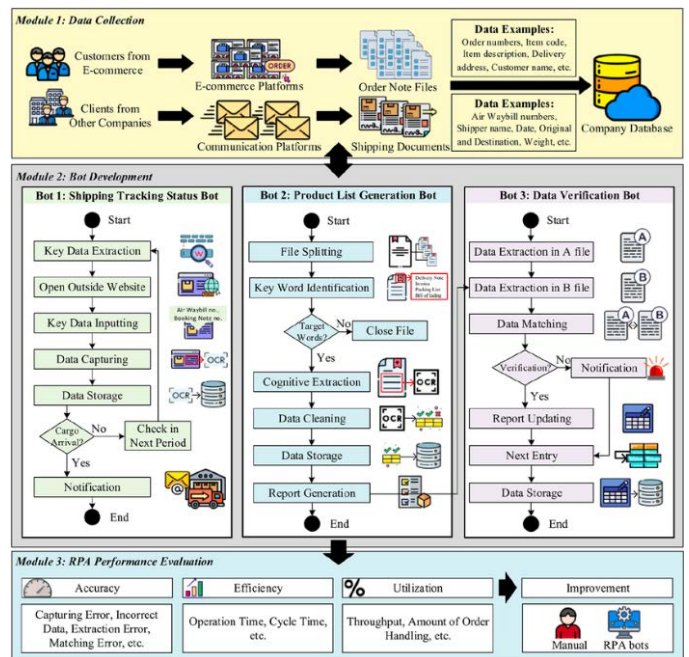 Module 1: Data Collection
Customers from
E-commerce
E-commerce Platforms
ORDER
Order Note Files
Data Examples:
Order numbers, Item code,
Item description, Delivery
address, Customer name, etc.
Clients from
Other Companies
Communication Platforms
Shipping Documents
Data Examples:
Air Waybill numbers,
Shipper name, Date, Original
and Destination, Weight, etc.
Company Database
Module 2: Bot Development
Bot 1: Shipping Tracking Status Bot
Start
Key Data Extraction
W
Open Outside Website
Key Data Inputting
Air Waybill no.,
Booking Note no..
Data Capturing
OCR
Data Storage
OCR
Cargo
Arrival?
No
Check in
Next Period
Yes
Notification
End
Bot 2: Product List Generation Bot
Start
File Splitting
Key Word Identification
Delivery Note
Invoice
Packing List
Bill of lading
Target
Words?
No
Close File
Yes
Cognitive Extraction
OCR
Data Cleaning
OCR
Data Storage
Report Generation
End
Bot 3: Data Verification Bot
Start
Data Extraction in A file
A
Data Extraction in B file
B
Data Matching
A
B
Verification?
No
Notification
Yes
Report Updating
Next Entry
Data Storage
End
Module 3: RPA Performance Evaluation
Accuracy
Capturing Error, Incorrect
Data, Extraction Error,
Matching Error, etc.
Efficiency
Operation Time, Cycle Time,
etc.
%
Utilization
Throughput, Amount of Order
Handling, etc.
Improvement
Manual
RPA bots